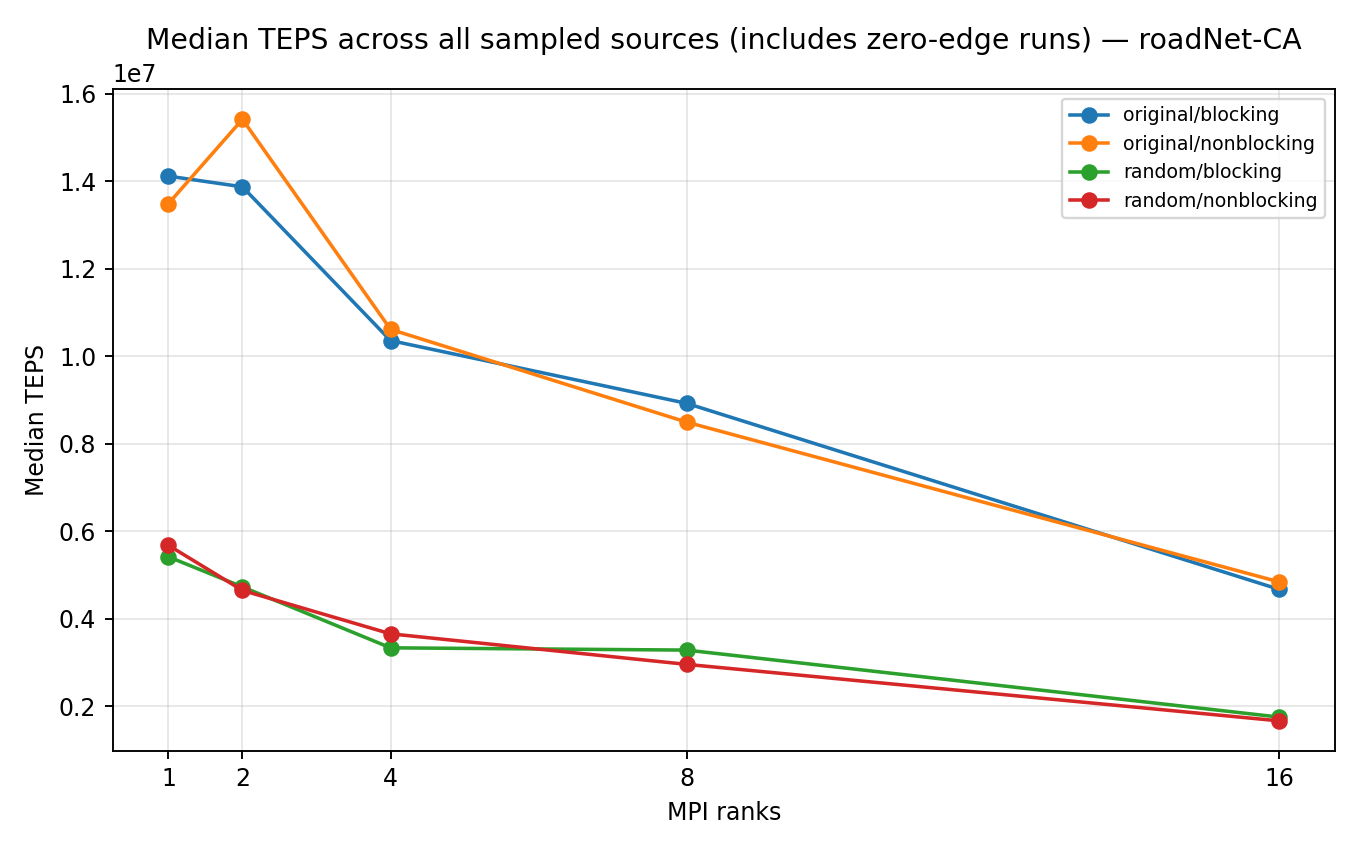 Median TEPS across all sampled sources (includes zero-edge runs) — roadNet-CA
1e7
1.6
1.4
1.2
1.0
0.8
0.6
0.4
0.2
Median TEPS
original/blocking
original/nonblocking
random/blocking
random/nonblocking
1 2 4 8 16
MPI ranks